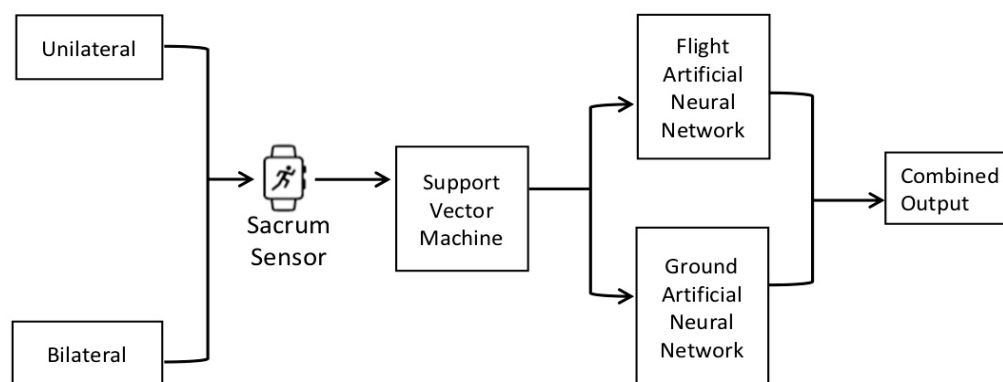 Unilateral
Bilateral
Sacrum
Sensor
Support
Vector
Machine
Flight
Artificial
Neural
Network
Ground
Artificial
Neural
Network
Combined
Output